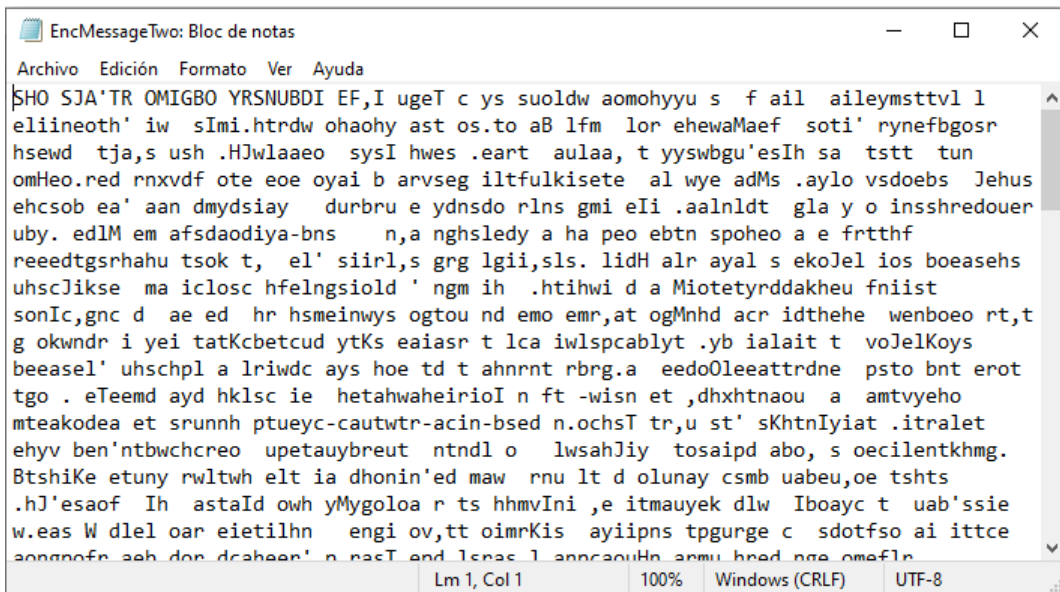 EncMessageTwo: Bloc de notas
Archivo Edición Formato Ver Ayuda
SHO SJA'TR OMIGBO YRSNUBDI EF,I ugeT c ys suoldw aomohyyu s  f ail  aileymsttvl l
eliineoth' iw  sImi.htrdw ohaohy ast os.to aB lfm  lor ehewaMaef  soti' rynefbgosr
hsewd  tja,s ush .HJwlaaeo  sysI hwes .eart  aulaa, t yyswbgu'esIh sa  tstt  tun
omHeo.red rnxvdf ote eoe oyai b arvseg iltfulkisete  al wye adMs .aylo vsdoebs  Jehus
ehcsob ea' aan dmydsiay   durbru e ydnsdo rlns gmi eIi .aalnldt  gla y o insshredouer
uby. edlM em afsdaodiya-bns    n,a nghsledy a ha peo ebtn spoheo a e frtthf
reeedtgsrhahu tsok t,  el' siirl,s grg lgii,sls. lidH alr ayal s ekoJel ios boeasehs
uhscJikse  ma iclosc hfelngsiold ' ngm ih  .htihwi d a Miotetyrddakheu fniist
sonIc,gnc d  ae ed  hr hsmeinwys ogtou nd emo emr,at ogMnhd acr idthehe  wenboeo rt,t
g okwndr i yei tatKcbetcud ytKs eaiasr t lca iwlspcablyt .yb ialait t  voJelKoys
beeasel' uhschpl a lriwdc ays hoe td t ahnrnt rbrg.a  eedoOleeattrdne  psto bnt erot
tgo . eTeemd ayd hklsc ie  hetahwaheirioI n ft -wisn et ,dhxhtnaou  a  amtvyeho
mteakodea et srunnh ptueyc-cautwtr-acin-bsed n.ochsT tr,u st' sKhtnIyiat .itralet
ehyv ben'ntbwchcreo  upetauybreut  ntndl o  lwsahJiy tosaipd abo, s oecilentkhmg.
BtshiKe etuny rwltwh elt ia dhonin'ed maw  rnu lt d olunay csmb uabeu,oe tshts
.hJ'esaof  Ih  astaId owh yMygoloa r ts hhmvIni ,e itmauyek dlw  Iboayc t  uab'ssie
w.eas W dlel oar eietilhn   engi ov,tt oimrKis  ayiipns tpgurge c  sdotfso ai ittce
Lm 1, Col 1
100%
Windows (CRLF)
UTF-8